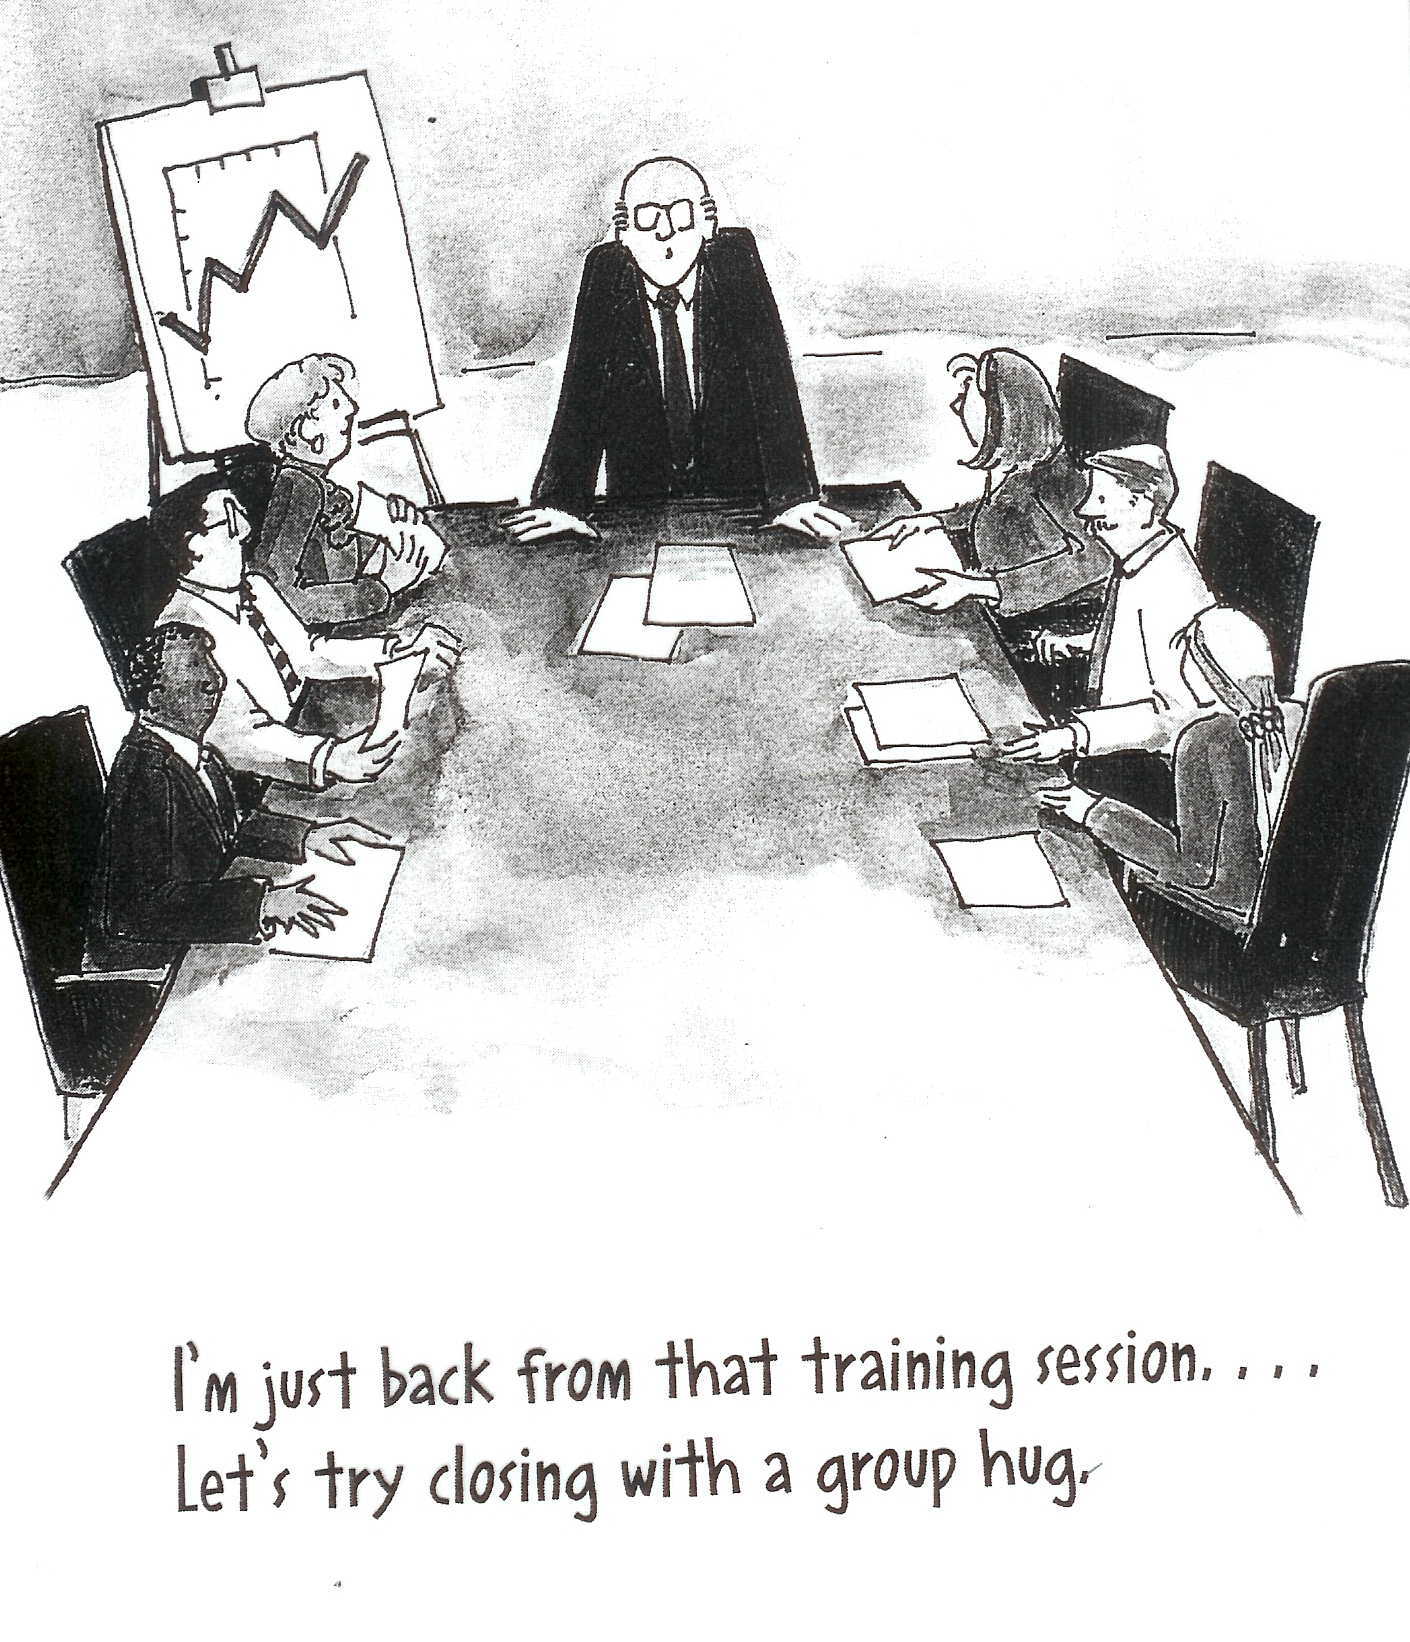 I'm just back from that training session. . . .
Let's try closing with a group hug.